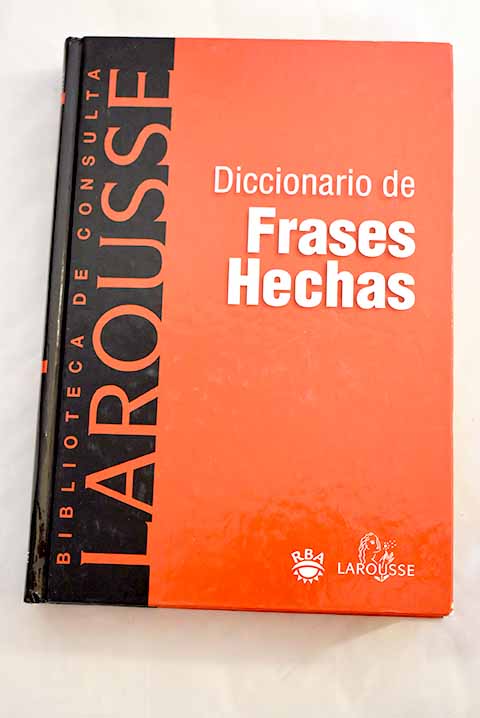 BIBLIOTECA DE CONSULTA
LAROUSSE
Diccionario de
Frases
Hechas
RBA
LAROUSSE